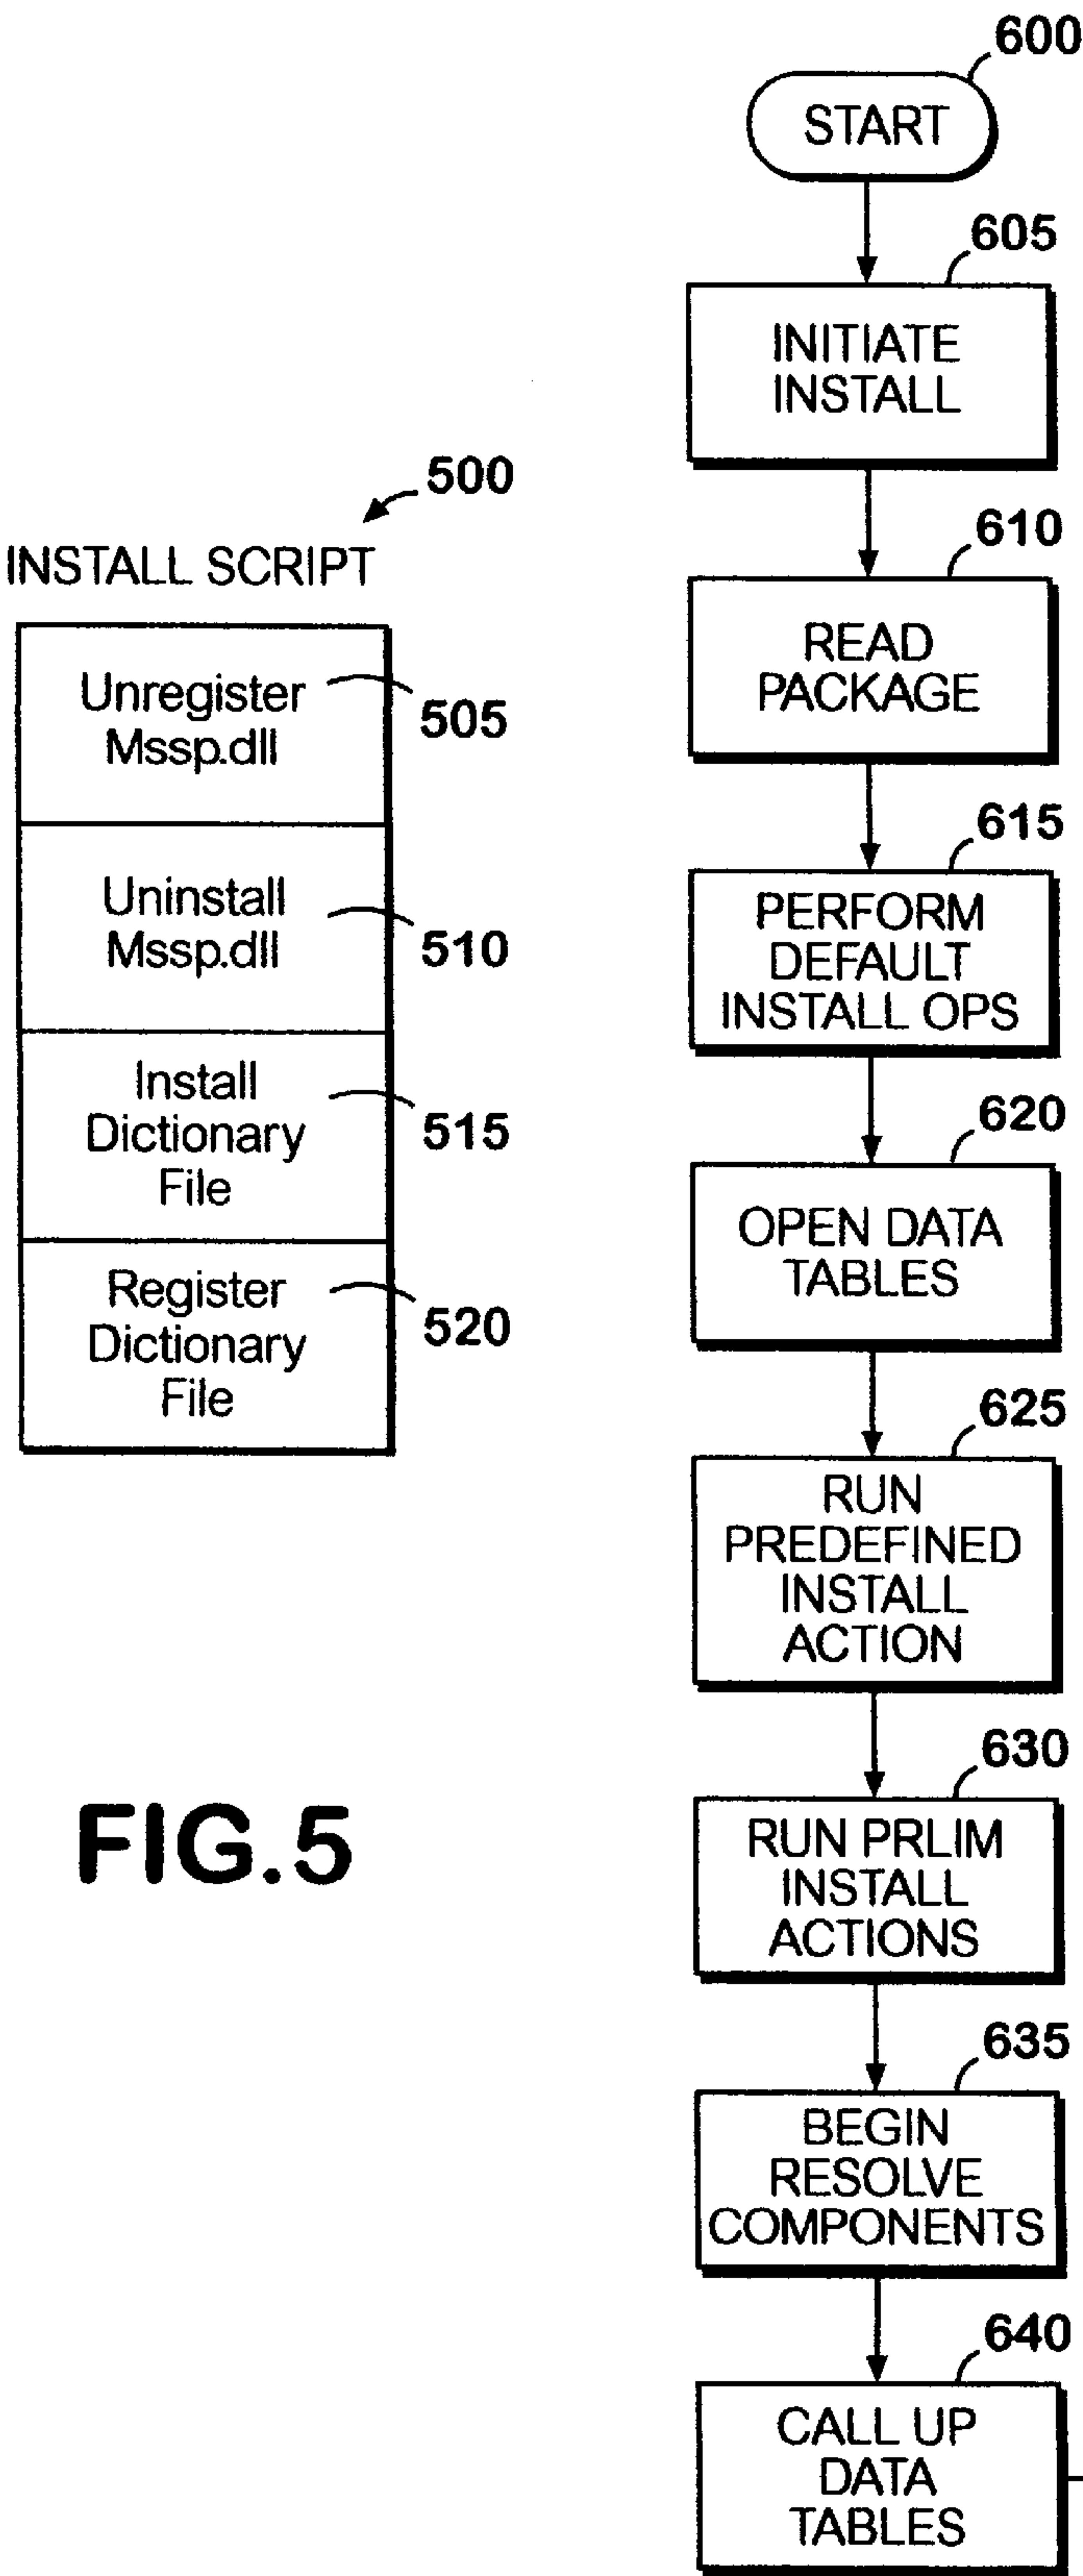 500
INSTALL SCRIPT
Unregister
Mssp.dll
505
Uninstall
Mssp.dll
510
Install
Dictionary
File
515
Register
Dictionary
File
520
FIG.5
600
START
605
INITIATE
INSTALL
610
READ
PACKAGE
615
PERFORM
DEFAULT
INSTALL OPS
620
OPEN DATA
TABLES
625
RUN
PREDEFINED
INSTALL
ACTION
630
RUN PRLIM
INSTALL
ACTIONS
635
BEGIN
RESOLVE
COMPONENTS
640
CALL UP
DATA
TABLES